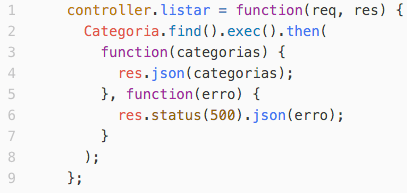 1 controller.listar = function(req, res) {
2   Categoria.find().exec().then(
3     function(categorias) {
4       res.json(categorias);
5     }, function(erro) {
6       res.status(500).json(erro);
7     }
8   );
9 };